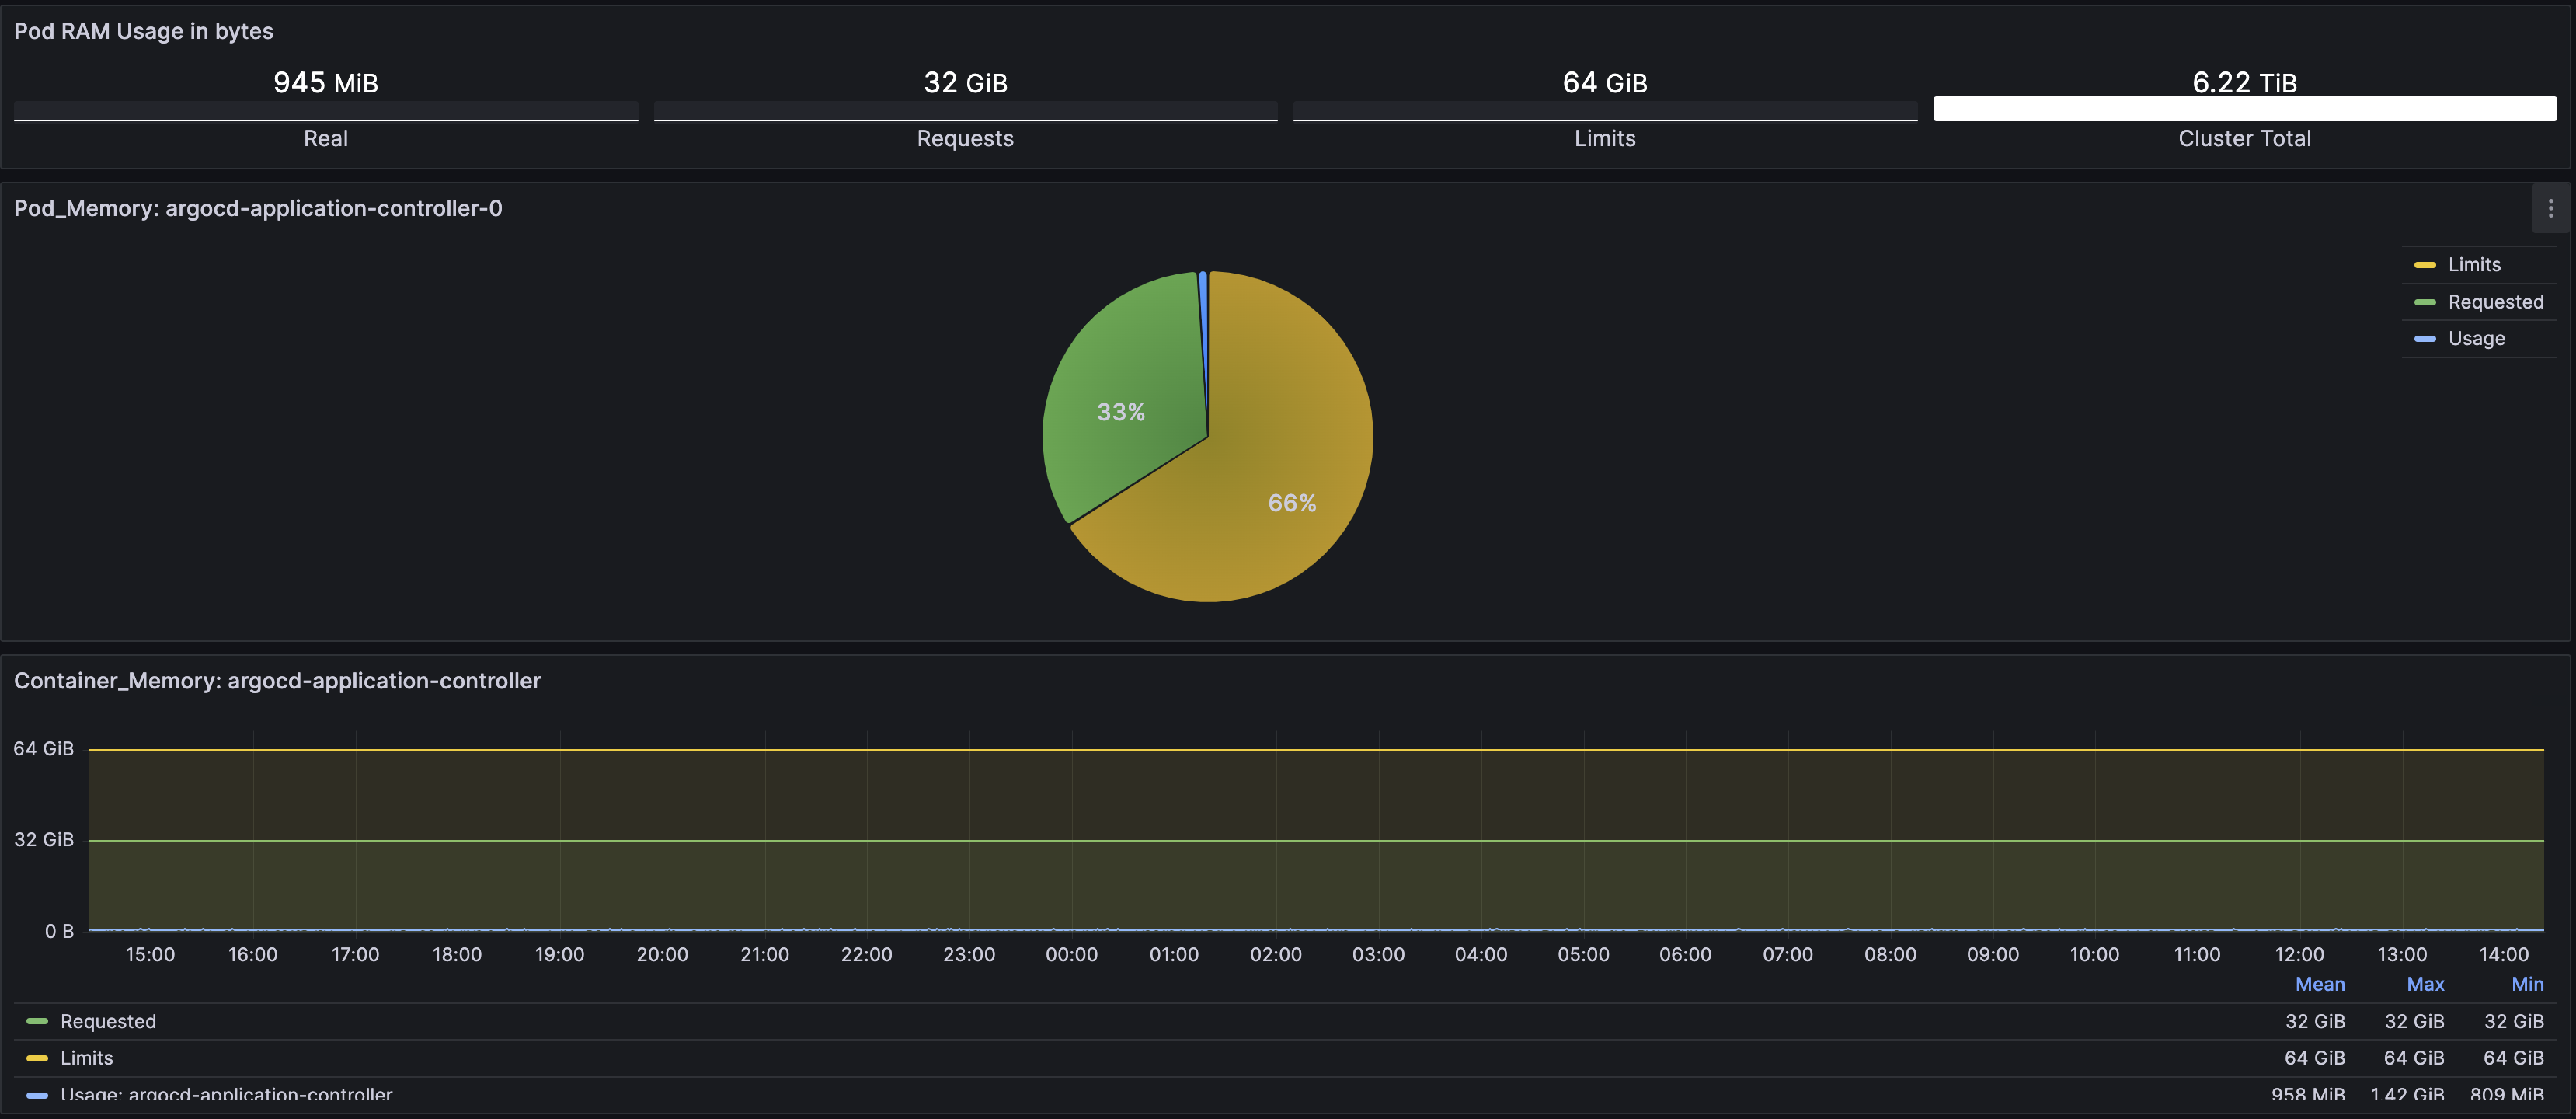 Pod RAM Usage in bytes
945 MiB
Real
32 GiB
Requests
64 GiB
Limits
6.22 TiB
Cluster Total
Pod_Memory: argocd-application-controller-0
33%
66%
Limits
Requested
Usage
Container_Memory: argocd-application-controller
64 GiB
32 GiB
0 B
15:00 16:00 17:00 18:00 19:00 20:00 21:00 22:00 23:00 00:00 01:00 02:00 03:00 04:00 05:00 06:00 07:00 08:00 09:00 10:00 11:00 12:00 13:00 14:00
Mean Max Min
Requested 32 GiB 32 GiB 32 GiB
Limits 64 GiB 64 GiB 64 GiB
Usage: argocd-application-controller 958 MiB 1.42 GiB 809 MiB